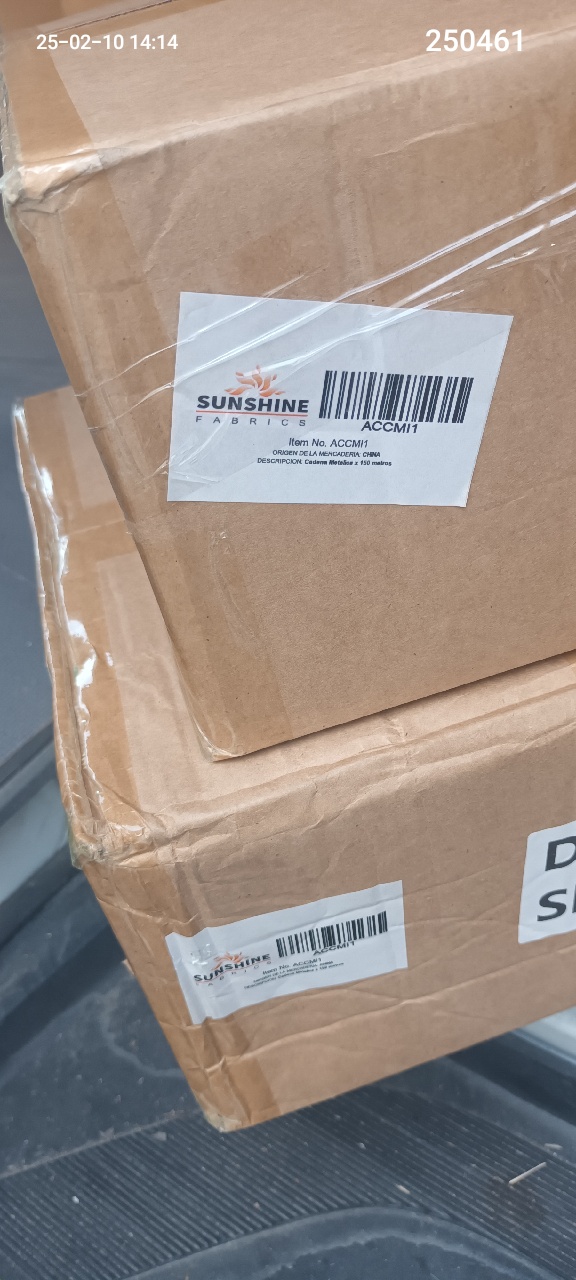 25-02-10 14:14
250461
SUNSHINE
FABRICS
ACCMI1
Item No. ACCMI1
ORIGEN DE LA MERCADERIA: CHINA
DESCRIPCION: Cadena Metalica x 150 metros
D
SUNSHINE
FABRICS
ACCMI1
Item No. ACCMI1